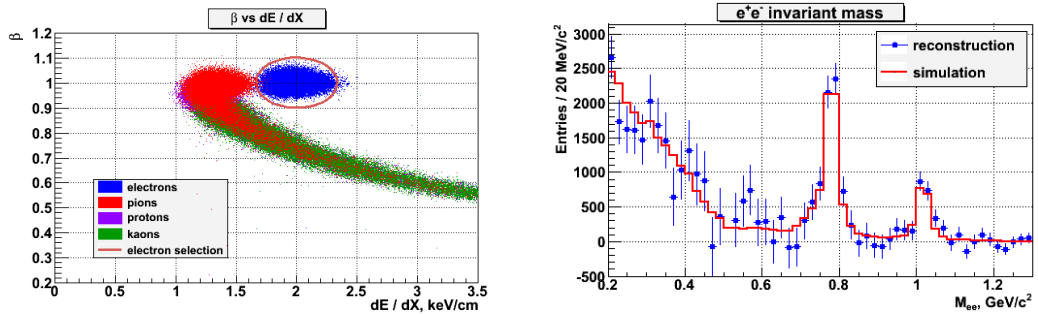 β vs dE / dX
β
1.2
1.1
1
0.9
0.8
0.7
0.6
0.5
0.4
0.3
0.2
electrons
pions
protons
kaons
electron selection
0 0.5 1 1.5 2 2.5 3 3.5
dE / dX, keV/cm
e⁺e⁻ invariant mass
Entries / 20 MeV/c²
3000
2500
2000
1500
1000
500
0
-500
reconstruction
simulation
0.2 0.4 0.6 0.8 1 1.2
Mₑₑ, GeV/c²